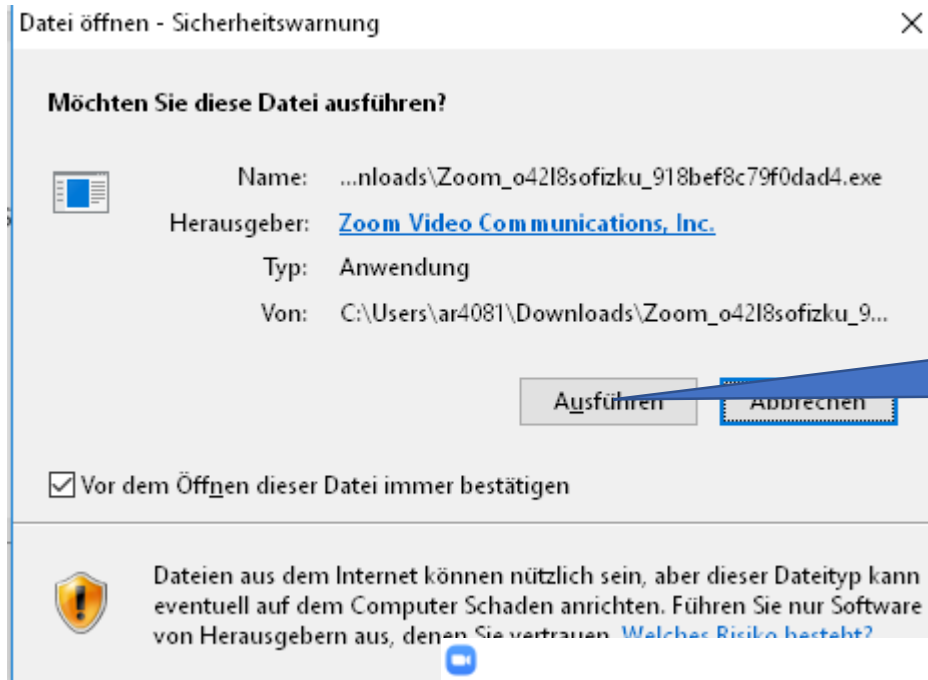 Datei öffnen - Sicherheitswarnung
Möchten Sie diese Datei ausführen?
Name: ...nloads\Zoom_o42l8sofizku_918bef8c79f0dad4.exe
Herausgeber: Zoom Video Communications, Inc.
Typ: Anwendung
Von: C:\Users\ar4081\Downloads\Zoom_o42l8sofizku_9...
Ausführen Abbrechen
Vor dem Öffnen dieser Datei immer bestätigen
Dateien aus dem Internet können nützlich sein, aber dieser Dateityp kann
eventuell auf dem Computer Schaden anrichten. Führen Sie nur Software
von Herausgebern aus, denen Sie vertrauen. Welches Risiko besteht?